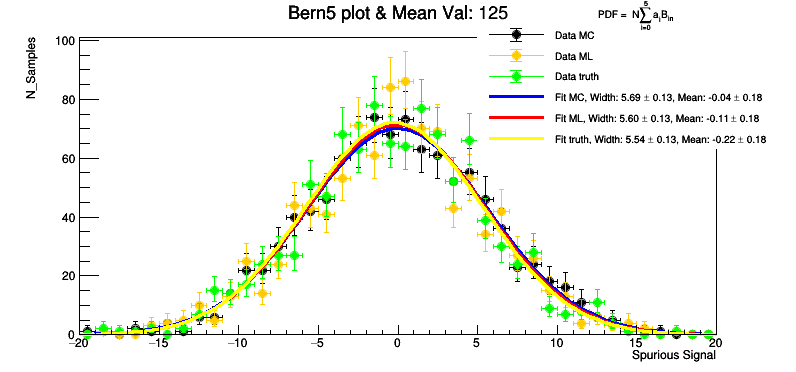 Bern5 plot & Mean Val: 125
PDF = N∑⁵ᵢ₌₀ aᵢBᵢₙ
Data MC
Data ML
Data truth
Fit MC, Width: 5.69 ± 0.13, Mean: -0.04 ± 0.18
Fit ML, Width: 5.60 ± 0.13, Mean: -0.11 ± 0.18
Fit truth, Width: 5.54 ± 0.13, Mean: -0.22 ± 0.18
N_Samples
100
80
60
40
20
0
−20 −15 −10 −5 0 5 10 15 20
Spurious Signal